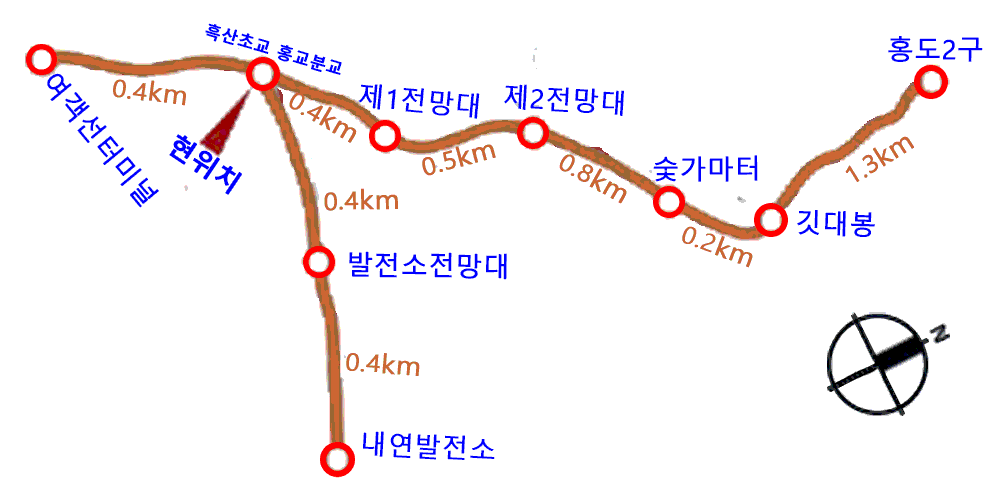 흑산초교 홍교분교
홍도2구
0.4km
여객선터미널
현위치
0.4km
제1전망대
제2전망대
0.5km
0.8km
숯가마터
1.3km
0.2km
깃대봉
0.4km
발전소전망대
0.4km
내연발전소
N